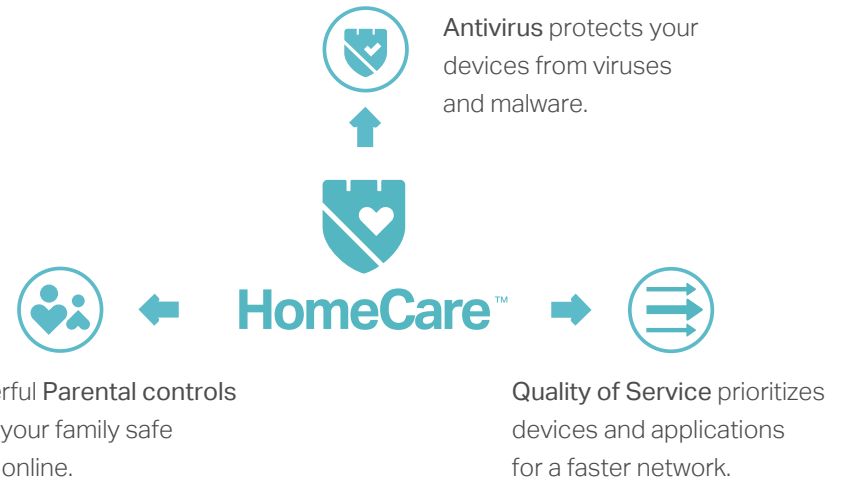 Antivirus protects your
devices from viruses
and malware.
HomeCare™
erful Parental controls
your family safe
online.
Quality of Service prioritizes
devices and applications
for a faster network.